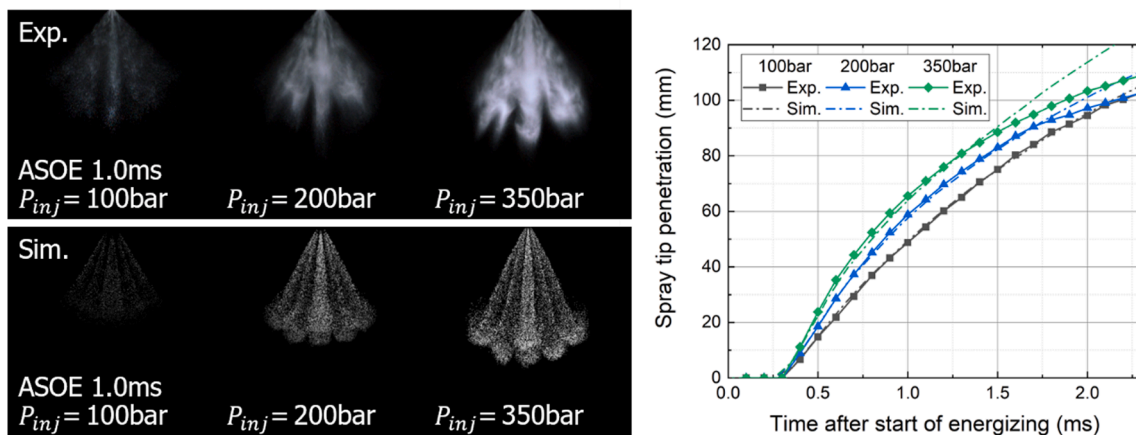 Exp.
ASOE 1.0ms
P_inj = 100bar P_inj = 200bar P_inj = 350bar
Sim.
ASOE 1.0ms
P_inj = 100bar P_inj = 200bar P_inj = 350bar
Spray tip penetration (mm)
120
100
80
60
40
20
0
100bar 200bar 350bar
Exp. Exp. Exp.
Sim. Sim. Sim.
0.0 0.5 1.0 1.5 2.0
Time after start of energizing (ms)